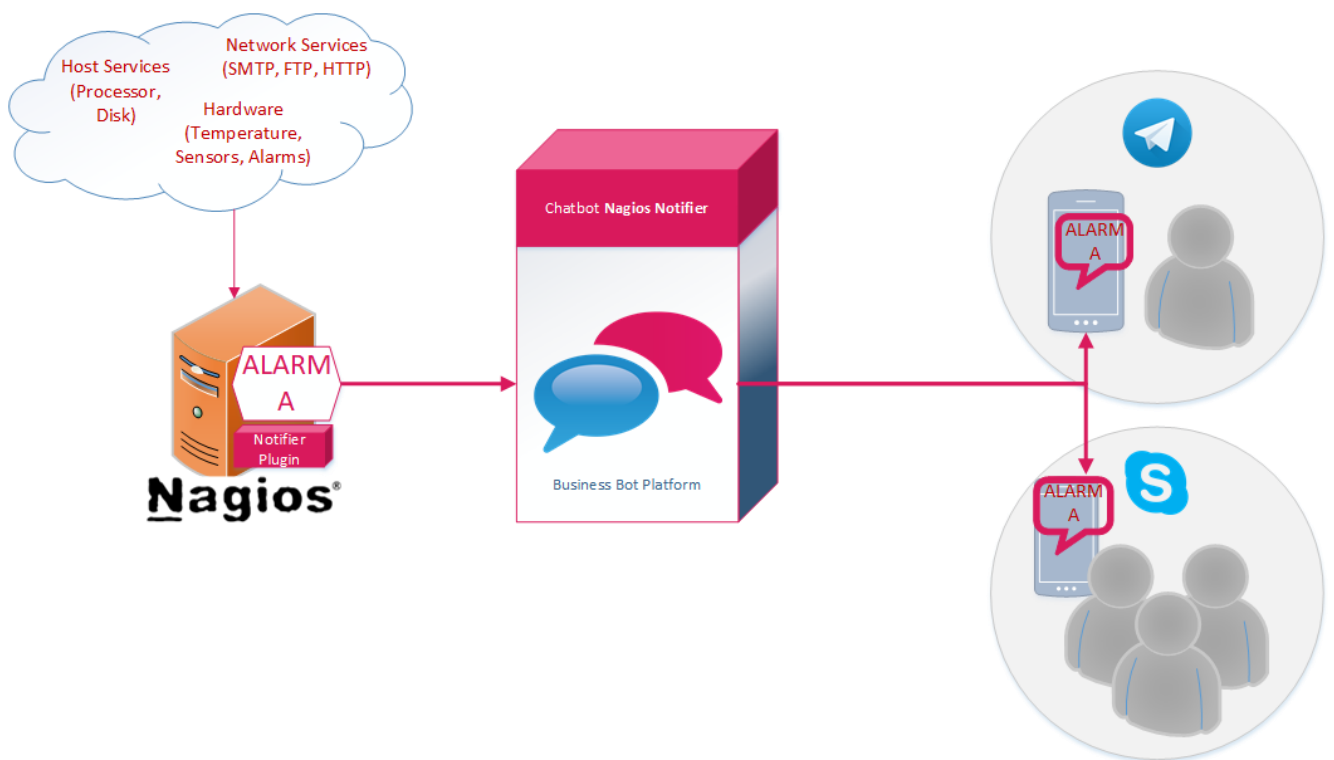 Network Services
(SMTP, FTP, HTTP)
Host Services
(Processor,
Disk)
Hardware
(Temperature,
Sensors, Alarms)
Chatbot Nagios Notifier
Business Bot Platform
ALARM
A
Notifier
Plugin
Nagios®
ALARM
A
ALARM
A
S